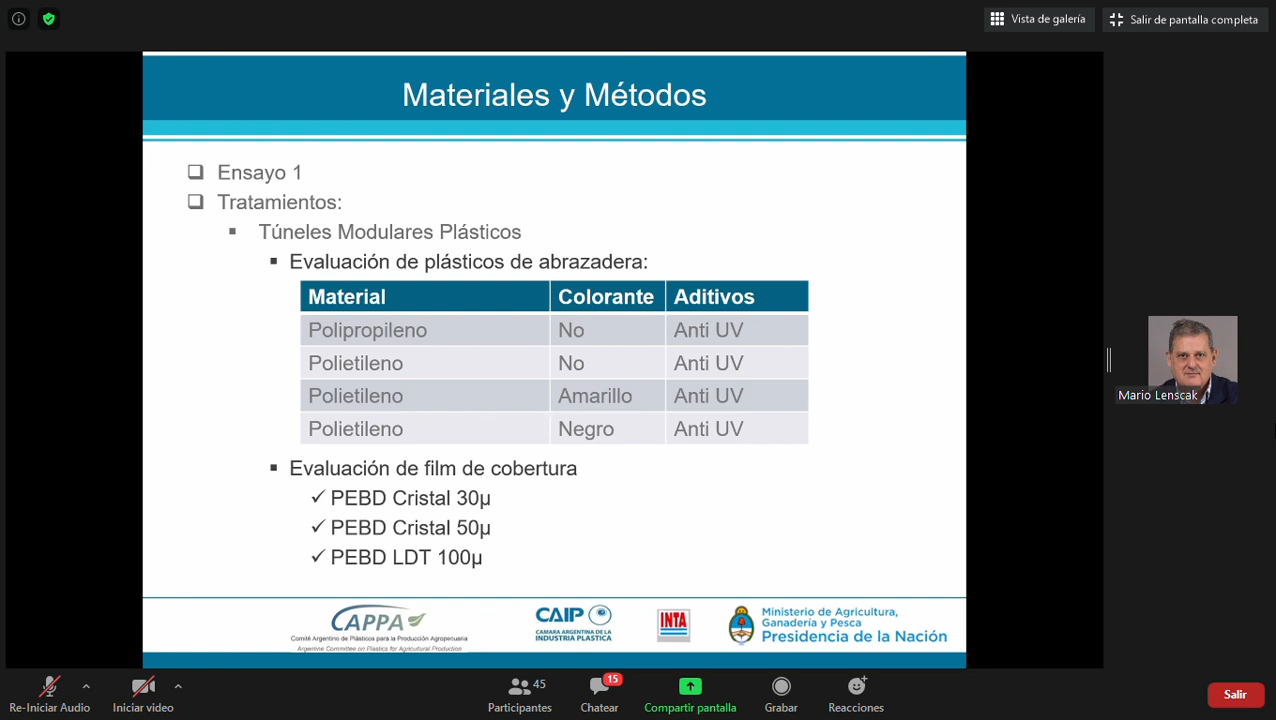 Vista de galería
Salir de pantalla completa
Materiales y Métodos
Ensayo 1
Tratamientos:
Túneles Modulares Plásticos
Evaluación de plásticos de abrazadera:
Material Colorante Aditivos
Polipropileno No Anti UV
Polietileno No Anti UV
Polietileno Amarillo Anti UV
Polietileno Negro Anti UV
Evaluación de film de cobertura
PEBD Cristal 30µ
PEBD Cristal 50µ
PEBD LDT 100µ
Mario Lenscak
CAPPA
Comité Argentino de Plásticos para la Producción Agropecuaria
Argentine Committee on Plastics for Agricultural Production
CAIP
CAMARA ARGENTINA DE LA
INDUSTRIA PLASTICA
INTA
Ministerio de Agricultura,
Ganadería y Pesca
Presidencia de la Nación
Re-Iniciar Audio
Iniciar video
45
Participantes
15
Chatear
Compartir pantalla
Grabar
Reacciones
Salir